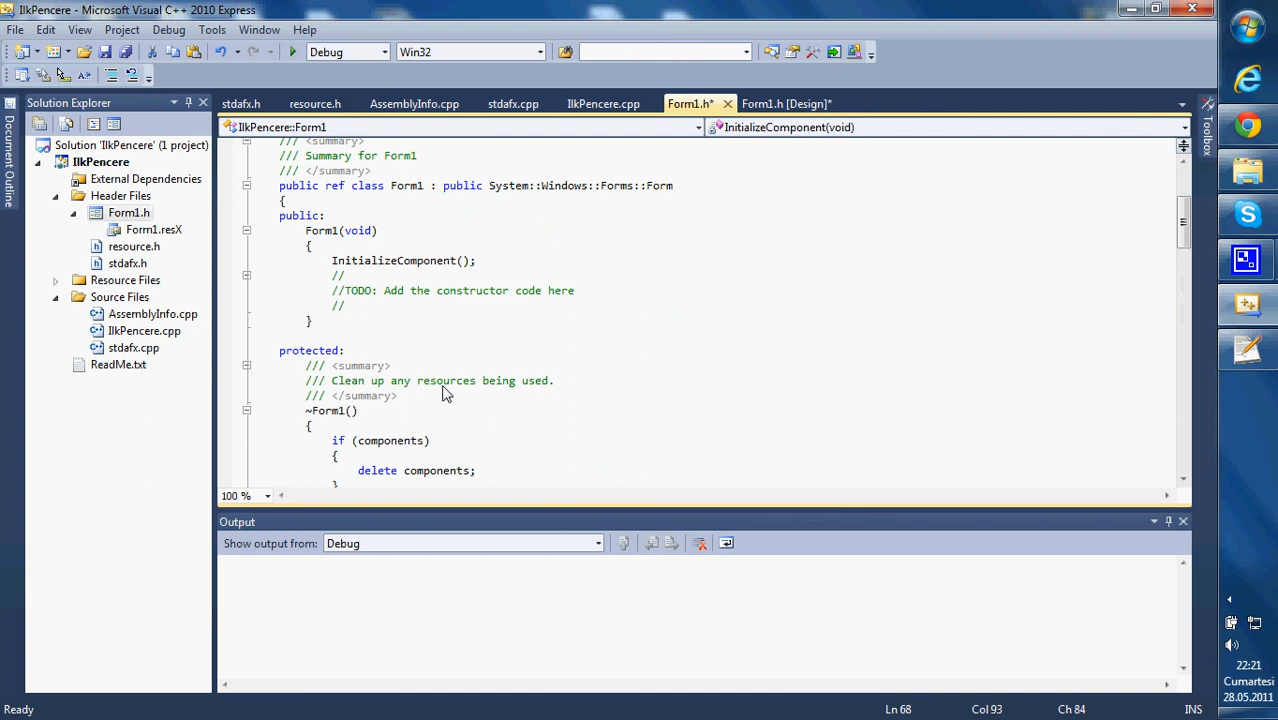 IlkPencere - Microsoft Visual C++ 2010 Express
File Edit View Project Debug Tools Window Help
Debug Win32
Solution Explorer
stdafx.h resource.h AssemblyInfo.cpp stdafx.cpp IlkPencere.cpp Form1.h* Form1.h [Design]*
IlkPencere::Form1 InitializeComponent(void)
Document Outline
Toolbox
Solution 'IlkPencere' (1 project)
IlkPencere
External Dependencies
Header Files
Form1.h
Form1.resX
resource.h
stdafx.h
Resource Files
Source Files
AssemblyInfo.cpp
IlkPencere.cpp
stdafx.cpp
ReadMe.txt
/// <summary>
/// Summary for Form1
/// </summary>
public ref class Form1 : public System::Windows::Forms::Form
{
public:
Form1(void)
{
InitializeComponent();
//
//TODO: Add the constructor code here
//
}
protected:
/// <summary>
/// Clean up any resources being used.
/// </summary>
~Form1()
{
if (components)
{
delete components;
}
100 %
Output
Show output from: Debug
Ready Ln 68 Col 93 Ch 84 INS
22:21
Cumartesi
28.05.2011